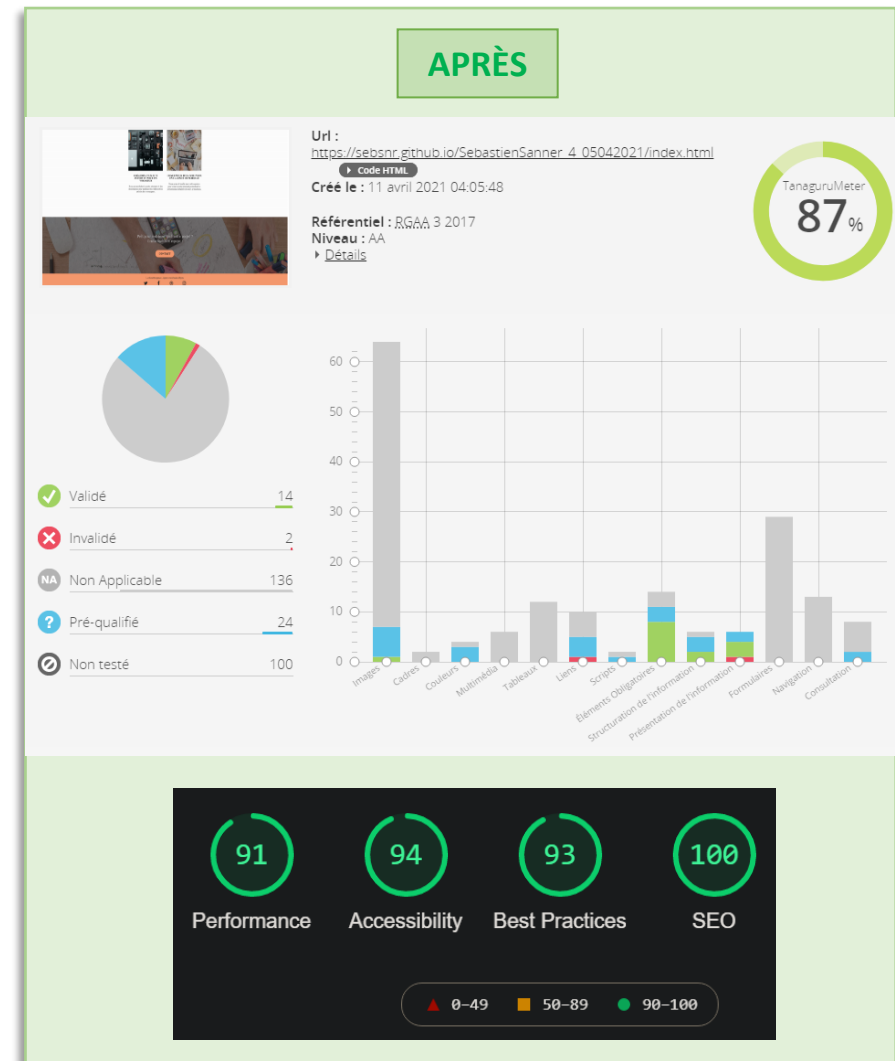 APRÈS
Url :
https://sebsnr.github.io/SebastienSanner_4_05042021/index.html
Code HTML
Créé le : 11 avril 2021 04:05:48
Référentiel : RGAA 3 2017
Niveau : AA
Détails
TanaguruMeter
87%
Validé 14
Invalidé 2
NA Non Applicable 136
? Pré-qualifié 24
Non testé 100
60
50
40
30
20
10
0
Images
Cadres
Couleurs
Multimédia
Tableaux
Liens
Scripts
Éléments Obligatoires
Structuration de l'information
Présentation de l'information
Formulaires
Navigation
Consultation
91 94 93 100
Performance Accessibility Best Practices SEO
0–49 50–89 90–100